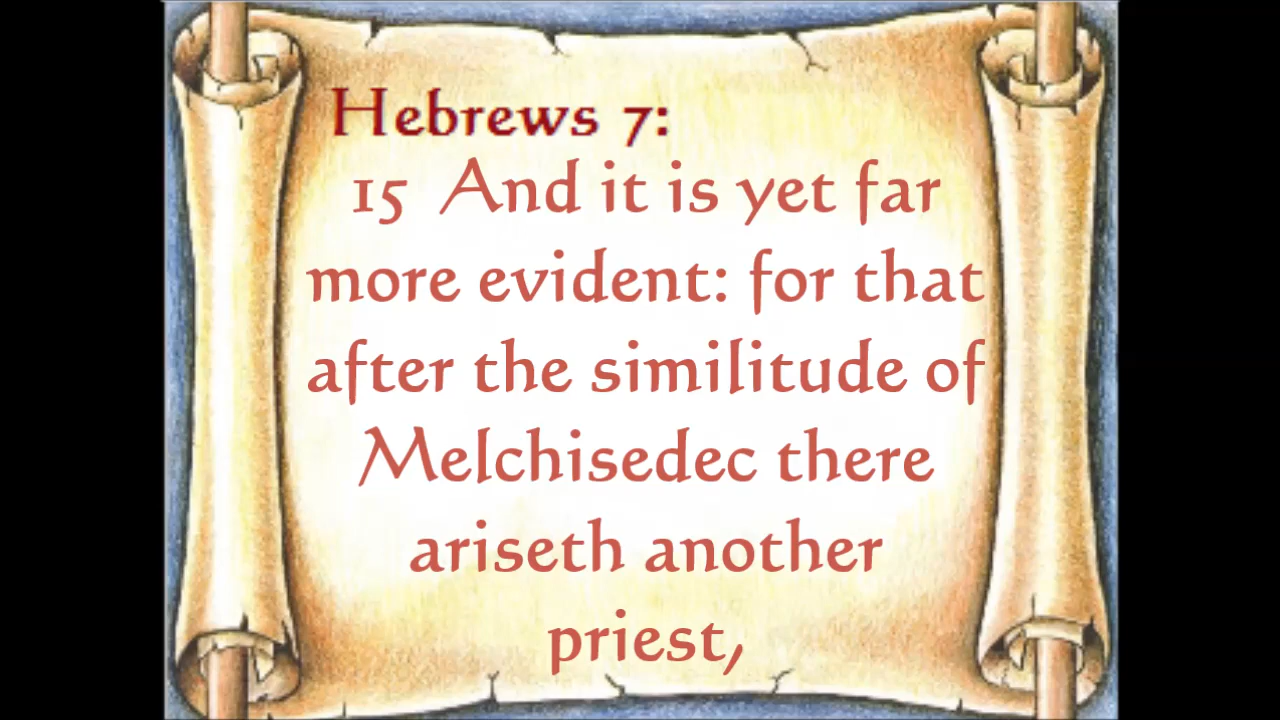 Hebrews 7:
15 And it is yet far
more evident: for that
after the similitude of
Melchisedec there
ariseth another
priest,